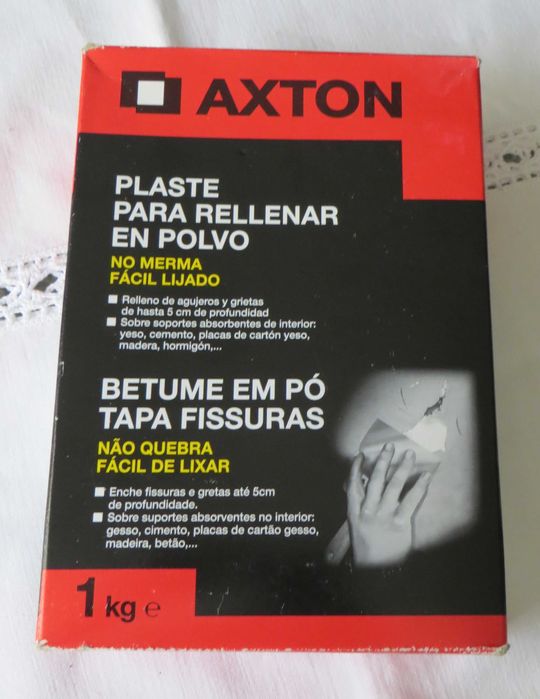 AXTON
PLASTE
PARA RELLENAR
EN POLVO
NO MERMA
FÁCIL LIJADO
Relleno de agujeros y grietas
de hasta 5 cm de profundidad
Sobre soportes absorbentes de interior:
yeso, cemento, placas de cartón yeso,
madera, hormigón,...
BETUME EM PÓ
TAPA FISSURAS
NÃO QUEBRA
FÁCIL DE LIXAR
Enche fissuras e gretas até 5cm
de profundidade.
Sobre suportes absorventes no interior:
gesso, cimento, placas de cartão gesso,
madeira, betão,...
1 kg e